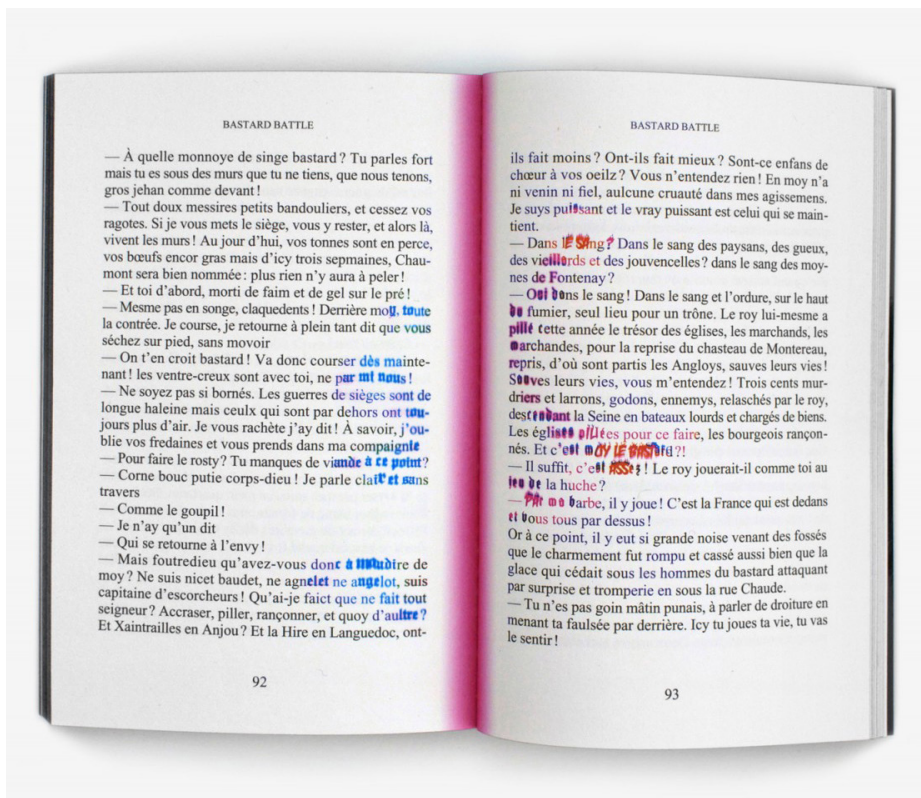 BASTARD BATTLE
— À quelle monnoye de singe bastard ? Tu parles fort
mais tu es sous des murs que tu ne tiens, que nous tenons,
gros jehan comme devant !
— Tout doux messires petits bandouliers, et cessez vos
ragotes. Si je vous mets le siège, vous y rester, et alors là,
vivent les murs ! Au jour d'hui, vos tonnes sont en perce,
vos bœufs encor gras mais d'icy trois sepmaines, Chau-
mont sera bien nommée : plus rien n'y aura à peler !
— Et toi d'abord, morti de faim et de gel sur le pré !
— Mesme pas en songe, claquedents ! Derrière moy, toute
la contrée. Je course, je retourne à plein tant dit que vous
séchez sur pied, sans movoir
— On t'en croit bastard ! Va donc courser dès mainte-
nant ! les ventre-creux sont avec toi, ne par mi nous !
— Ne soyez pas si bornés. Les guerres de sièges sont de
longue haleine mais ceulx qui sont par dehors ont tou-
jours plus d'air. Je vous rachète j'ay dit ! À savoir, j'ou-
blie vos fredaines et vous prends dans ma compaignie
— Pour faire le rosty? Tu manques de viande à ce point?
— Corne bouc putie corps-dieu ! Je parle clair et sans
travers
— Comme le goupil !
— Je n'ay qu'un dit
— Qui se retourne à l'envy !
— Mais foutredieu qu'avez-vous donc à maudire de
moy ? Ne suis nicet baudet, ne agnelet ne angelot, suis
capitaine d'escorcheurs ! Qu'ai-je faict que ne fait tout
seigneur ? Accraser, piller, rançonner, et quoy d'aultre ?
Et Xaintrailles en Anjou ? Et la Hire en Languedoc, ont-
92
BASTARD BATTLE
ils fait moins ? Ont-ils fait mieux ? Sont-ce enfans de
chœur à vos oeilz ? Vous n'entendez rien ! En moy n'a
ni venin ni fiel, aulcune cruauté dans mes agissemens.
Je suys puissant et le vray puissant est celui qui se main-
tient.
— Dans LE SAng? Dans le sang des paysans, des gueux,
des vieillards et des jouvencelles ? dans le sang des moy-
nes de Fontenay ?
— Oui dans le sang ! Dans le sang et l'ordure, sur le haut
du fumier, seul lieu pour un trône. Le roy lui-mesme a
pillé cette année le trésor des églises, les marchands, les
marchandes, pour la reprise du chasteau de Montereau,
repris, d'où sont partis les Angloys, sauves leurs vies !
Sauves leurs vies, vous m'entendez ! Trois cents mur-
driers et larrons, godons, ennemys, relaschés par le roy,
descendant la Seine en bateaux lourds et chargés de biens.
Les églises pillées pour ce faire, les bourgeois rançon-
nés. Et c'est mOY LE BASTard?!
— Il suffit, c'est ASSez ! Le roy jouerait-il comme toi au
jeu de la huche ?
— PAr ma barbe, il y joue ! C'est la France qui est dedans
et vous tous par dessus !
Or à ce point, il y eut si grande noise venant des fossés
que le charmement fut rompu et cassé aussi bien que la
glace qui cédait sous les hommes du bastard attaquant
par surprise et tromperie en sous la rue Chaude.
— Tu n'es pas goin mâtin punais, à parler de droiture en
menant ta faulsée par derrière. Icy tu joues ta vie, tu vas
le sentir !
93